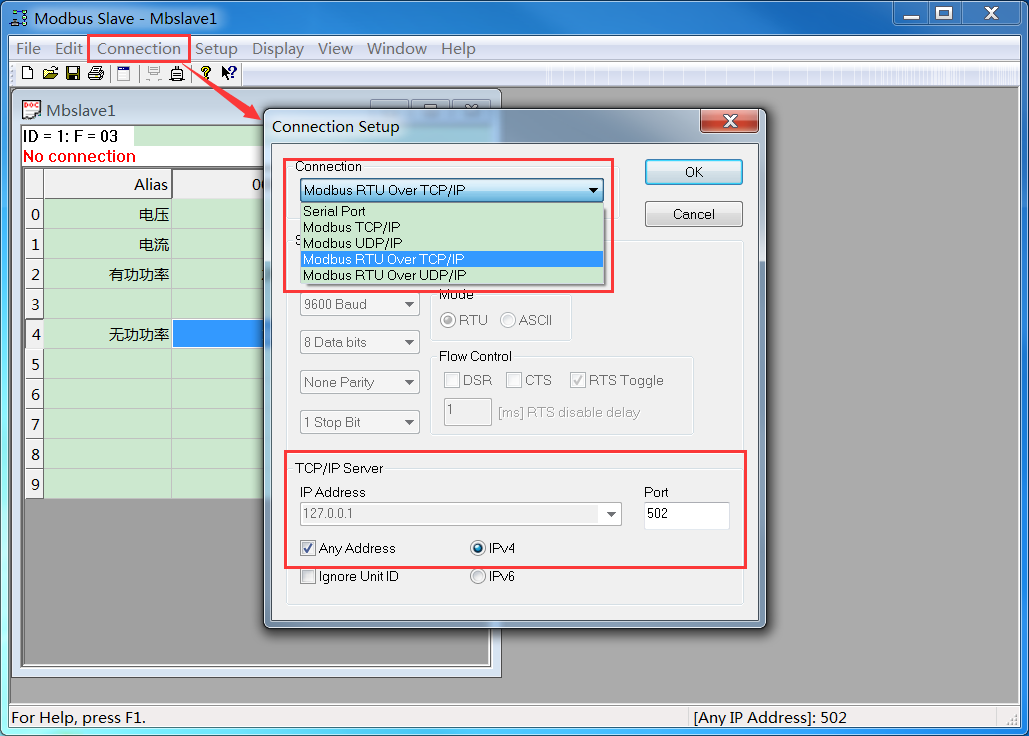 Modbus Slave - Mbslave1
File Edit Connection Setup Display View Window Help
Mbslave1
ID = 1: F = 03
No connection
Alias
0 电压
1 电流
2 有功功率
3
4 无功功率
5
6
7
8
9
Connection Setup
Connection
Modbus RTU Over TCP/IP
Serial Port
Modbus TCP/IP
Modbus UDP/IP
Modbus RTU Over TCP/IP
Modbus RTU Over UDP/IP
OK
Cancel
9600 Baud
8 Data bits
None Parity
1 Stop Bit
Mode
RTU ASCII
Flow Control
DSR CTS RTS Toggle
1 [ms] RTS disable delay
TCP/IP Server
IP Address Port
127.0.0.1 502
Any Address IPv4
Ignore Unit ID IPv6
For Help, press F1. [Any IP Address]: 502